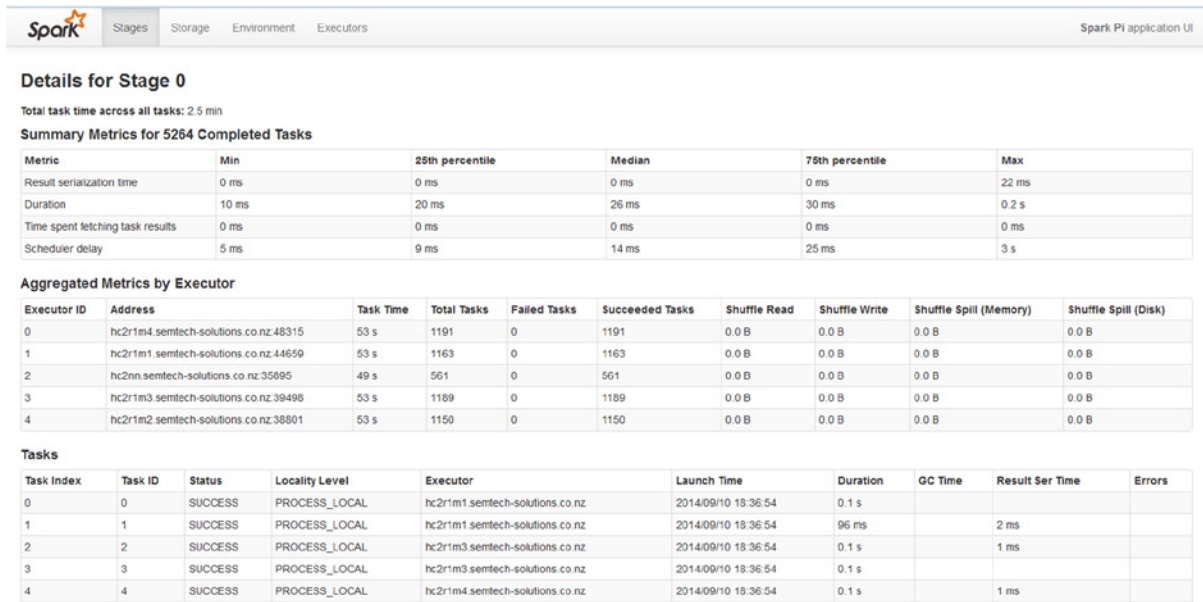 Spark Stages Storage Environment Executors Spark Pi application UI
Details for Stage 0
Total task time across all tasks: 2.5 min
Summary Metrics for 5264 Completed Tasks
Metric Min 25th percentile Median 75th percentile Max
Result serialization time 0 ms 0 ms 0 ms 0 ms 22 ms
Duration 10 ms 20 ms 26 ms 30 ms 0.2 s
Time spent fetching task results 0 ms 0 ms 0 ms 0 ms 0 ms
Scheduler delay 5 ms 9 ms 14 ms 25 ms 3 s
Aggregated Metrics by Executor
Executor ID Address Task Time Total Tasks Failed Tasks Succeeded Tasks Shuffle Read Shuffle Write Shuffle Spill (Memory) Shuffle Spill (Disk)
0 hc2r1m4.semtech-solutions.co.nz:48315 53 s 1191 0 1191 0.0 B 0.0 B 0.0 B 0.0 B
1 hc2r1m1.semtech-solutions.co.nz:44659 53 s 1163 0 1163 0.0 B 0.0 B 0.0 B 0.0 B
2 hc2nn.semtech-solutions.co.nz:35895 49 s 561 0 561 0.0 B 0.0 B 0.0 B 0.0 B
3 hc2r1m3.semtech-solutions.co.nz:39498 53 s 1189 0 1189 0.0 B 0.0 B 0.0 B 0.0 B
4 hc2r1m2.semtech-solutions.co.nz:38801 53 s 1150 0 1150 0.0 B 0.0 B 0.0 B 0.0 B
Tasks
Task Index Task ID Status Locality Level Executor Launch Time Duration GC Time Result Ser Time Errors
0 0 SUCCESS PROCESS_LOCAL hc2r1m1.semtech-solutions.co.nz 2014/09/10 18:36:54 0.1 s
1 1 SUCCESS PROCESS_LOCAL hc2r1m1.semtech-solutions.co.nz 2014/09/10 18:36:54 96 ms 2 ms
2 2 SUCCESS PROCESS_LOCAL hc2r1m3.semtech-solutions.co.nz 2014/09/10 18:36:54 0.1 s 1 ms
3 3 SUCCESS PROCESS_LOCAL hc2r1m3.semtech-solutions.co.nz 2014/09/10 18:36:54 0.1 s
4 4 SUCCESS PROCESS_LOCAL hc2r1m4.semtech-solutions.co.nz 2014/09/10 18:36:54 0.1 s 1 ms